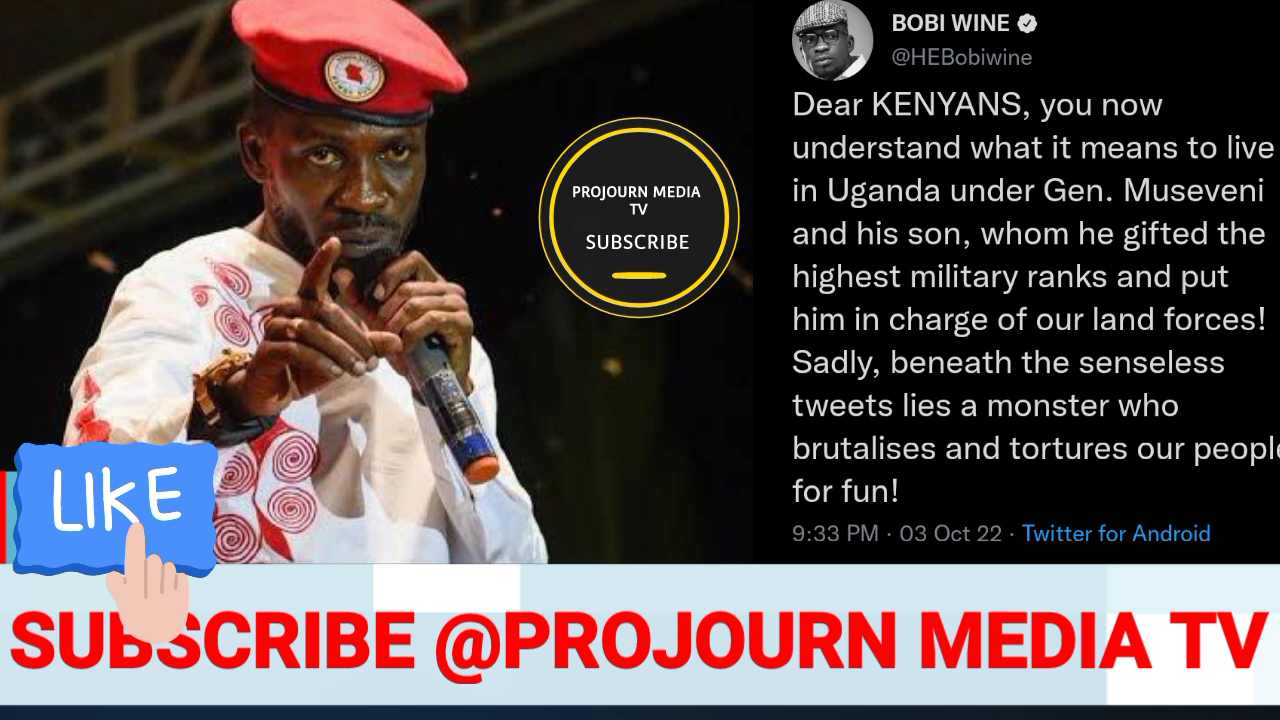 BOBI WINE
@HEBobiwine
Dear KENYANS, you now
understand what it means to live
in Uganda under Gen. Museveni
and his son, whom he gifted the
highest military ranks and put
him in charge of our land forces!
Sadly, beneath the senseless
tweets lies a monster who
brutalises and tortures our people
for fun!
9:33 PM · 03 Oct 22 · Twitter for Android
PROJOURN MEDIA
TV
SUBSCRIBE
LIKE
SUBSCRIBE @PROJOURN MEDIA TV